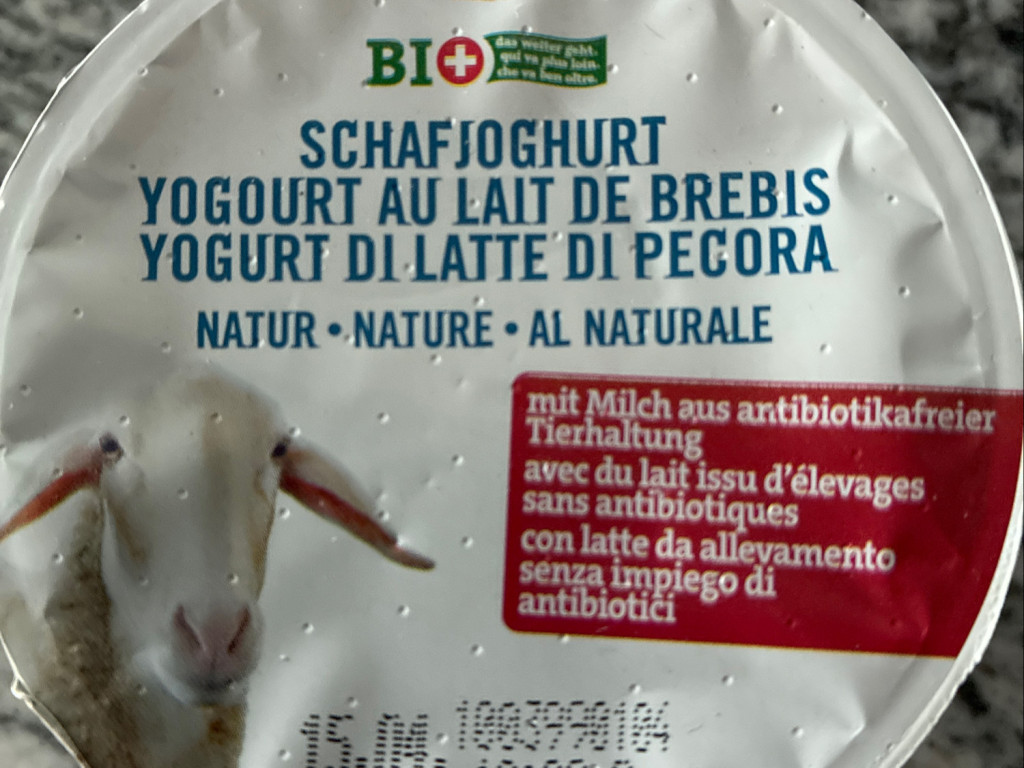 BIO
das weiter geht.
qui va plus loin.
che va ben oltre.
SCHAFJOGHURT
YOGOURT AU LAIT DE BREBIS
YOGURT DI LATTE DI PECORA
NATUR • NATURE • AL NATURALE
mit Milch aus antibiotikafreier
Tierhaltung
avec du lait issu d'élevages
sans antibiotiques
con latte da allevamento
senza impiego di
antibiotici